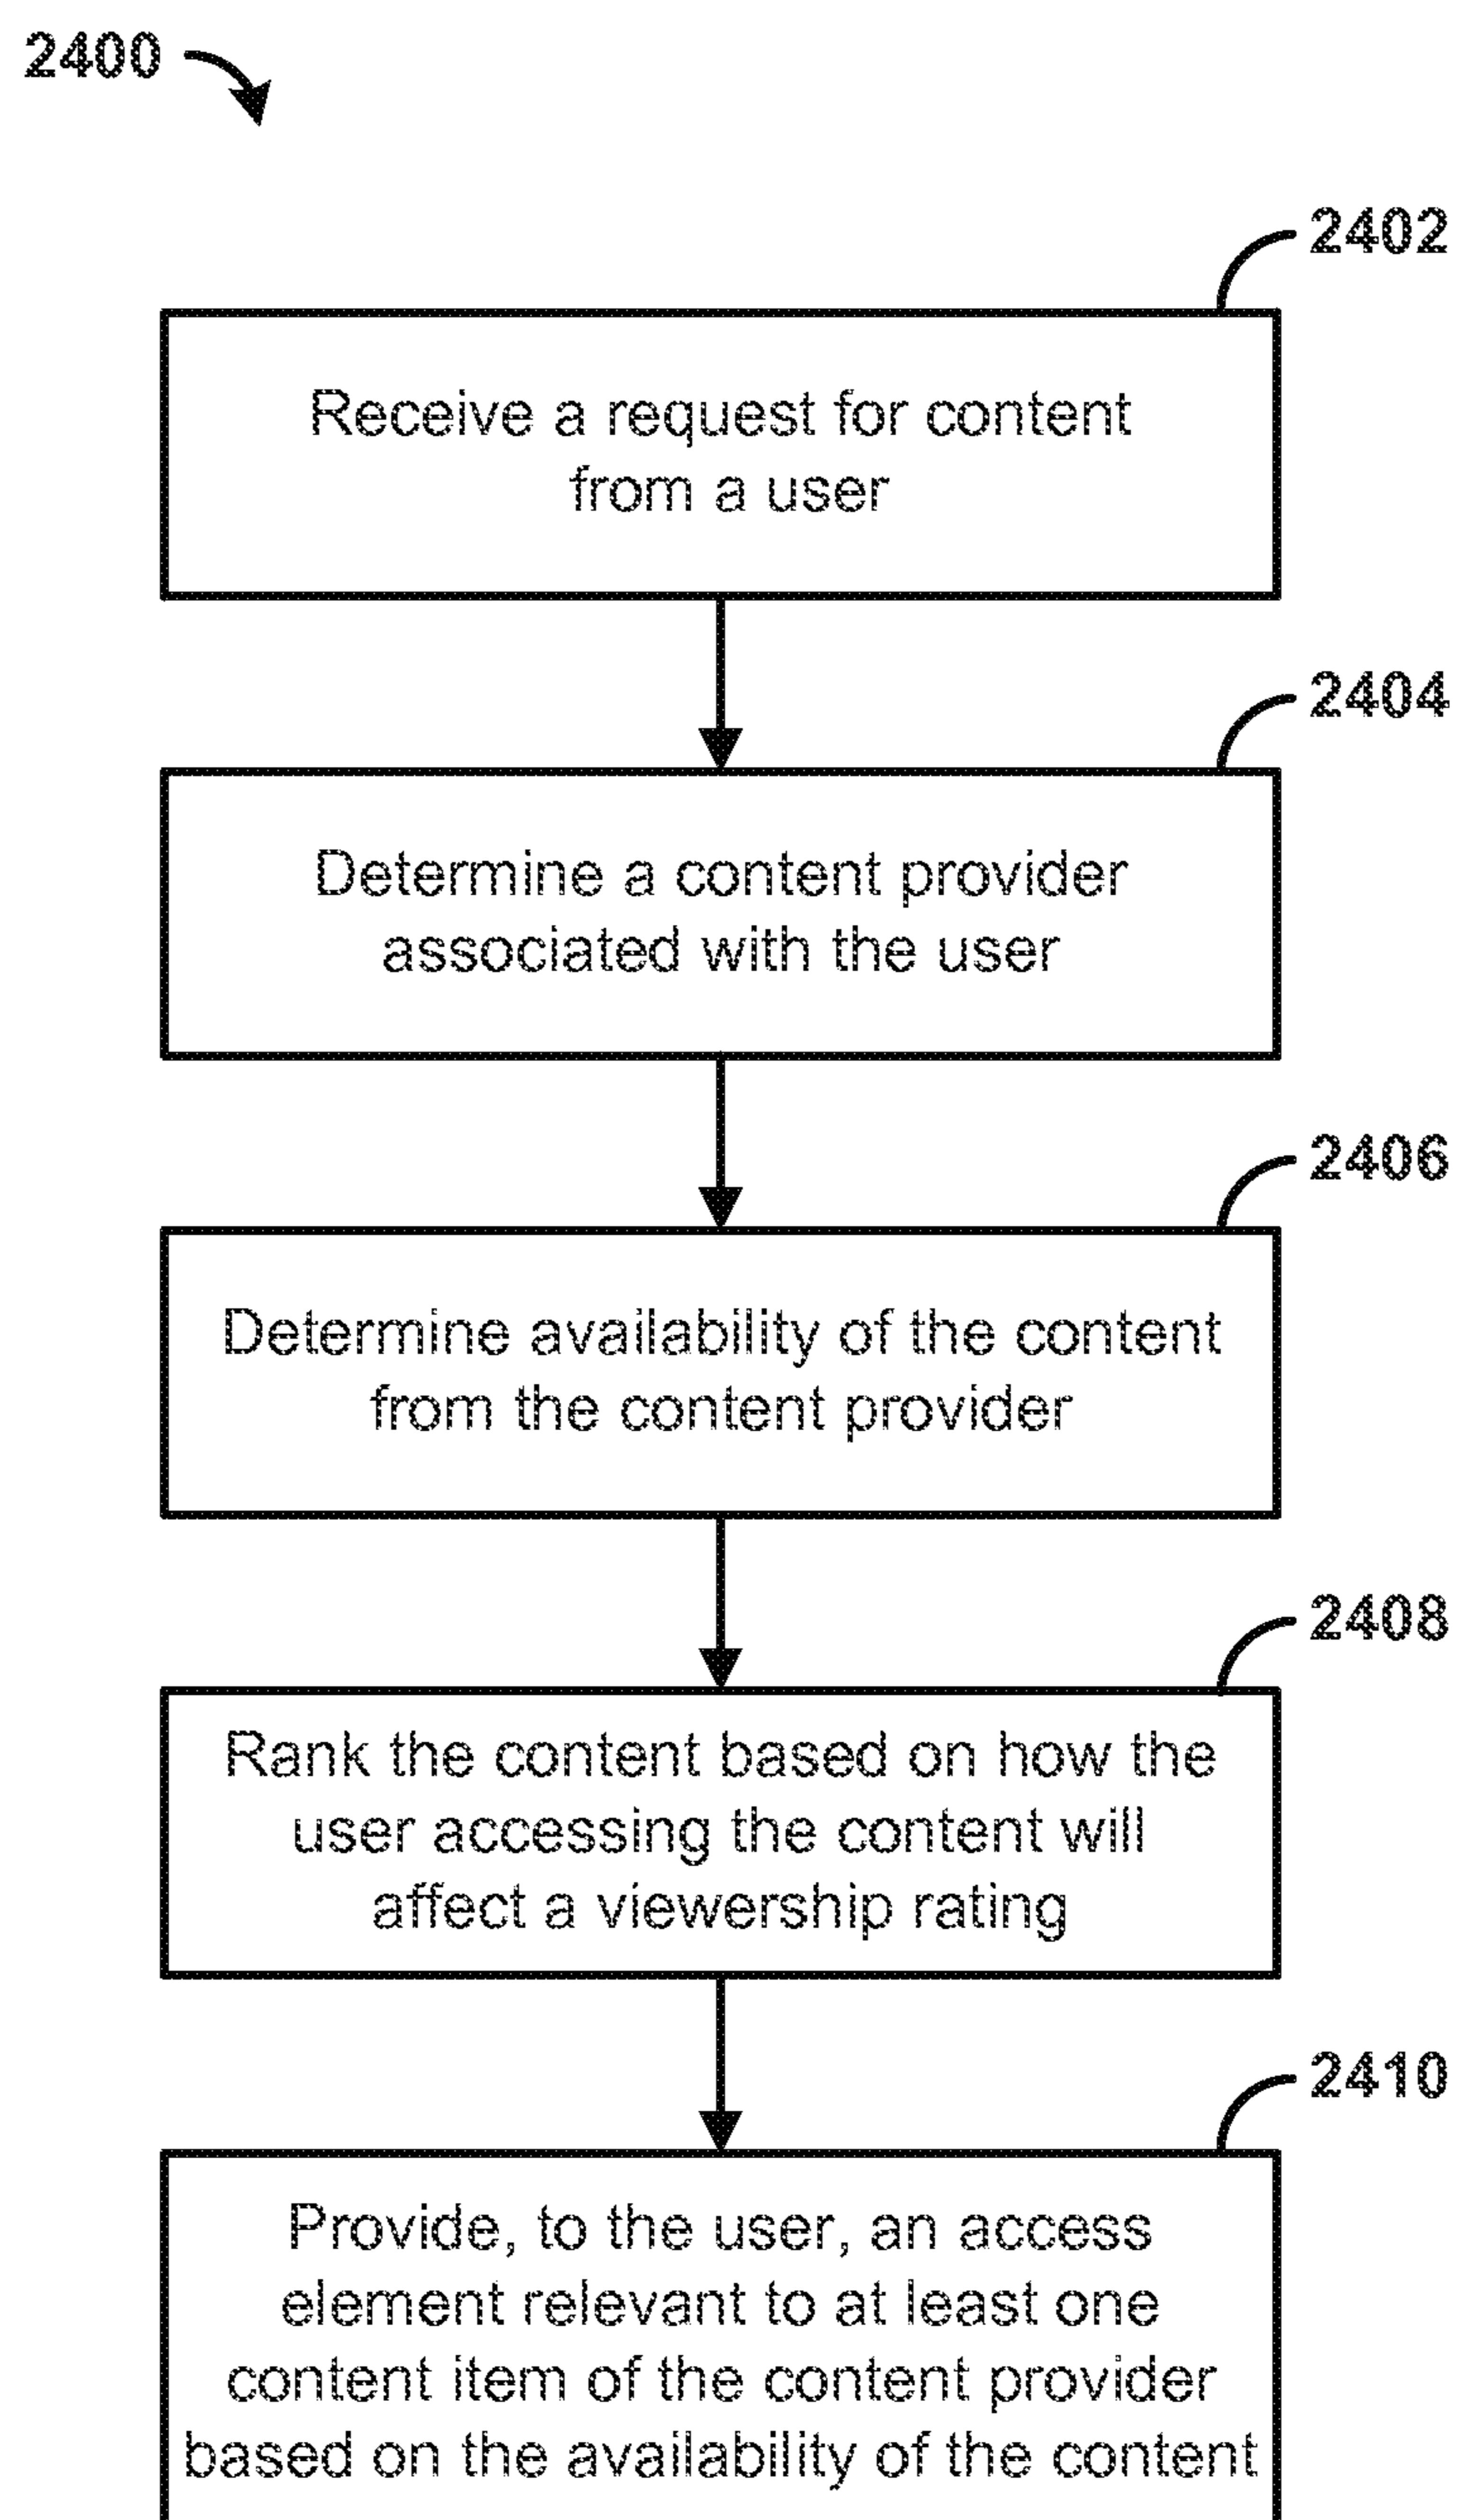 2400
2402
Receive a request for content
from a user
2404
Determine a content provider
associated with the user
2406
Determine availability of the content
from the content provider
2408
Rank the content based on how the
user accessing the content will
affect a viewership rating
2410
Provide, to the user, an access
element relevant to at least one
content item of the content provider
based on the availability of the content